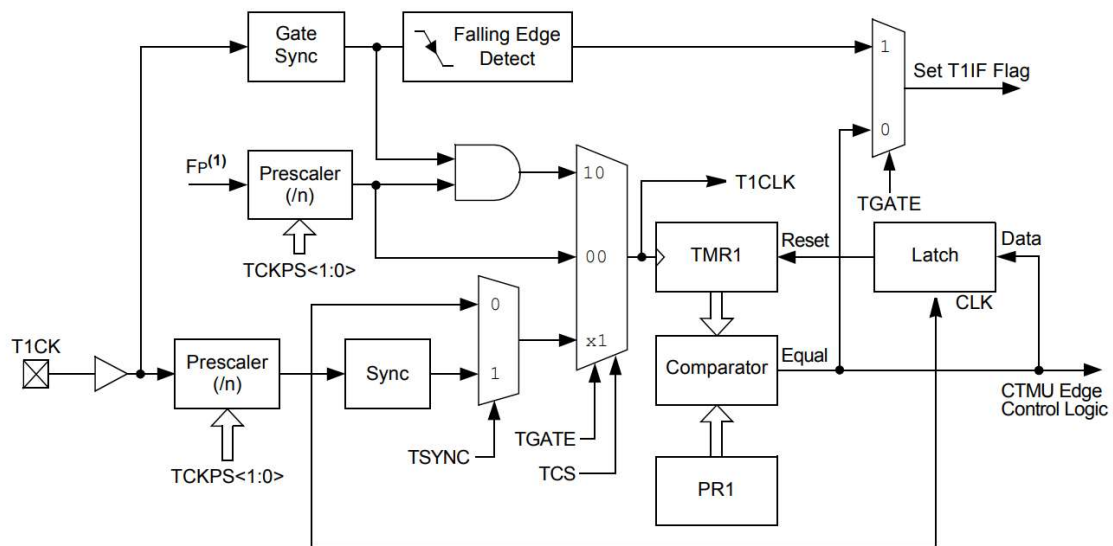 Gate
Sync
Falling Edge
Detect
1
0
Set T1IF Flag
TGATE
FP(1)
Prescaler
(/n)
TCKPS<1:0>
10
00
x1
T1CLK
TMR1
Reset
Latch
Data
CLK
T1CK
Prescaler
(/n)
TCKPS<1:0>
Sync
0
1
TSYNC
TGATE
TCS
Comparator
Equal
PR1
CTMU Edge
Control Logic